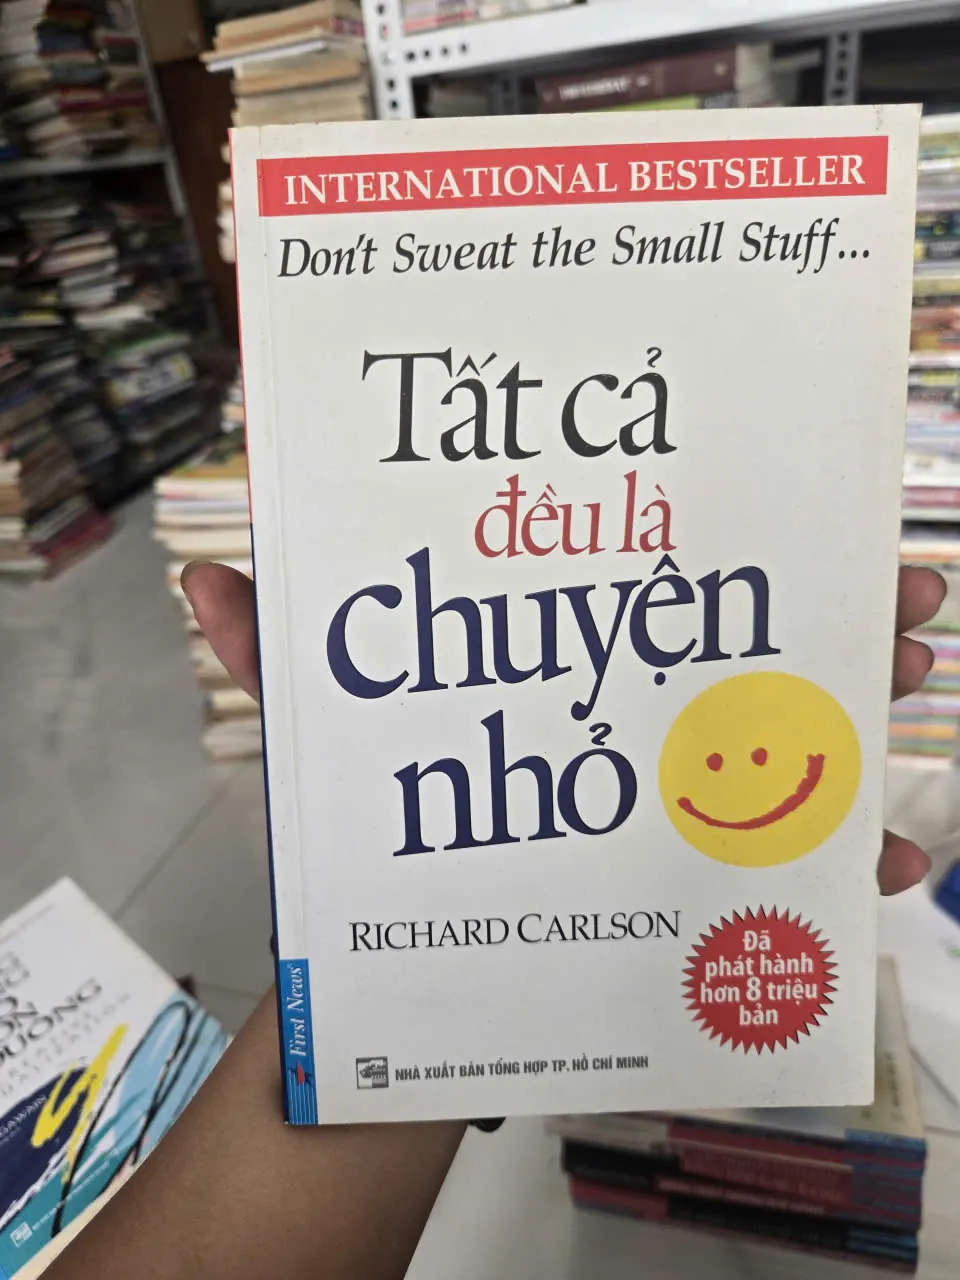 INTERNATIONAL BESTSELLER
Don't Sweat the Small Stuff...
Tất cả
đều là
chuyện
nhỏ
RICHARD CARLSON
Đã
phát hành
hơn 8 triệu
bản
First News®
NHÀ XUẤT BẢN TỔNG HỢP TP. HỒ CHÍ MINH
GAWAIN